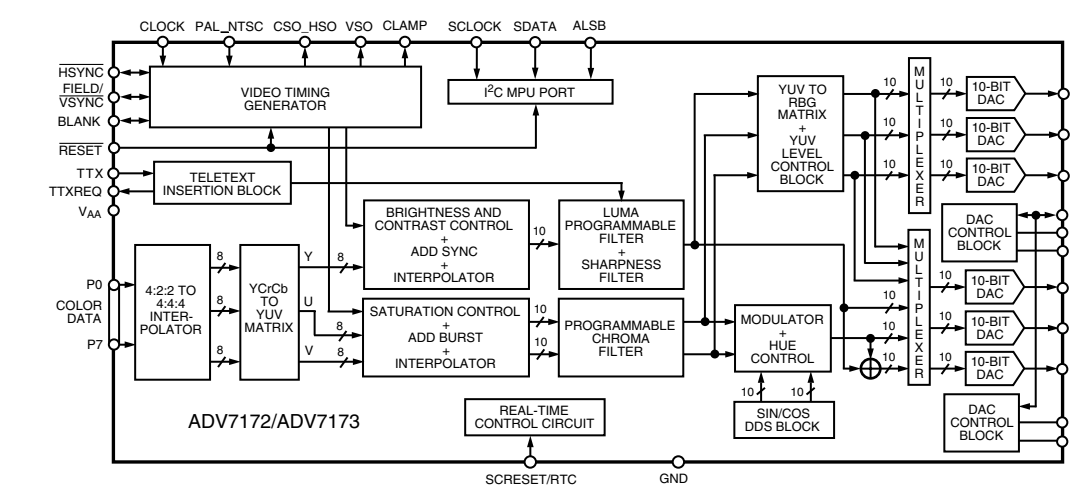 CLOCK PAL_NTSC CSO_HSO VSO CLAMP SCLOCK SDATA ALSB
HSYNC
FIELD/
VSYNC
BLANK
RESET
TTX
TTXREQ
VAA
P0
COLOR
DATA
P7
VIDEO TIMING
GENERATOR
I2C MPU PORT
TELETEXT
INSERTION BLOCK
4:2:2 TO
4:4:4
INTER-
POLATOR
8
8
8
YCrCb
TO
YUV
MATRIX
Y
U
V
8
8
8
BRIGHTNESS AND
CONTRAST CONTROL
+
ADD SYNC
+
INTERPOLATOR
SATURATION CONTROL
+
ADD BURST
+
INTERPOLATOR
10
10
10
LUMA
PROGRAMMABLE
FILTER
+
SHARPNESS
FILTER
PROGRAMMABLE
CHROMA
FILTER
YUV TO
RBG
MATRIX
+
YUV
LEVEL
CONTROL
BLOCK
MODULATOR
+
HUE
CONTROL
10
10
SIN/COS
DDS BLOCK
10
10
10
MULTIPLEXER
10
10
10
10-BIT
DAC
10-BIT
DAC
10-BIT
DAC
DAC
CONTROL
BLOCK
10
10
10
MULTIPLEXER
10
10
10
10-BIT
DAC
10-BIT
DAC
10-BIT
DAC
DAC
CONTROL
BLOCK
REAL-TIME
CONTROL CIRCUIT
ADV7172/ADV7173
SCRESET/RTC
GND